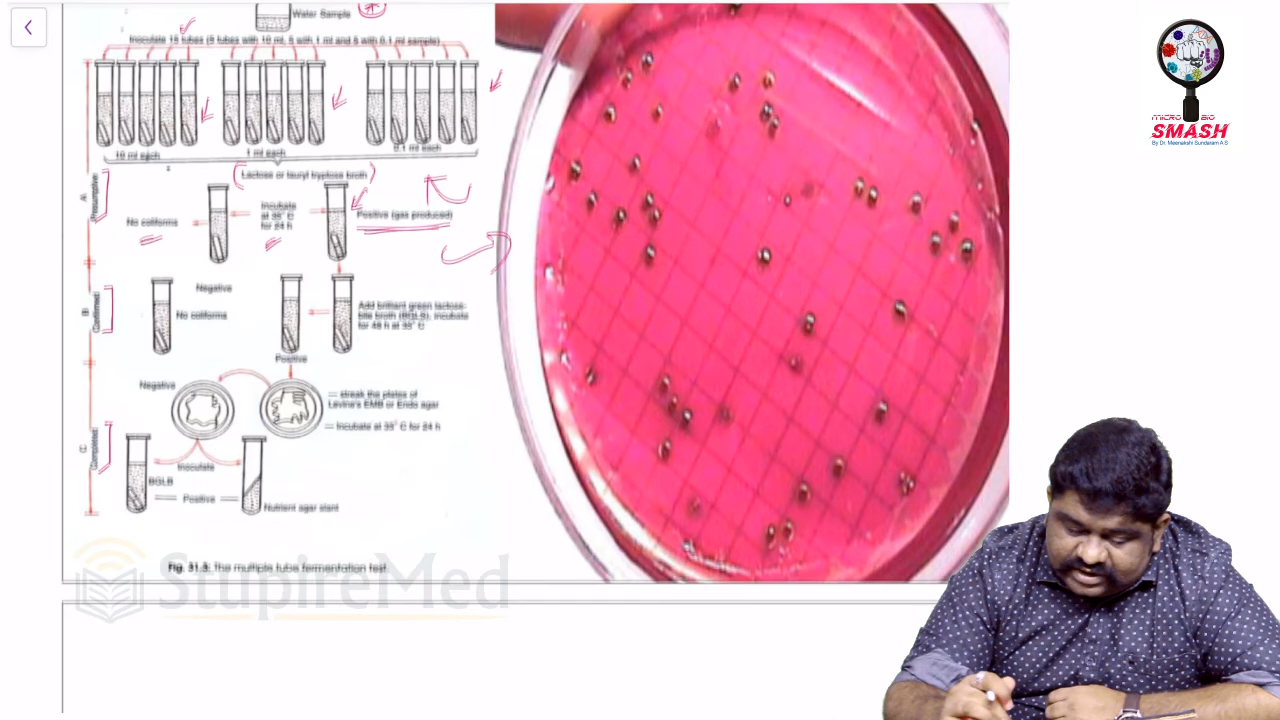 Water Sample
Inoculate 15 tubes (5 tubes with 10 ml, 5 with 1 ml and 5 with 0.1 ml sample)
10 ml each
1 ml each
0.1 ml each
Lactose or lauryl tryptose broth
A
Presumptive
No coliforms
Incubate
at 35° C
for 24 h
Positive (gas produced)
B
Confirmed
Negative
No coliforms
Add brilliant green lactose-
bile broth (BGLB), incubate
for 48 h at 35° C
Positive
Negative
streak the plates of
Levine's EMB or Endo agar
Incubate at 35° C for 24 h
C
Completed
Inoculate
BGLB
Positive
Nutrient agar slant
Fig. 31.3: The multiple tube fermentation test.
StupireMed
MICRO BIO
SMASH
By Dr. Meenakshi Sundaram A S